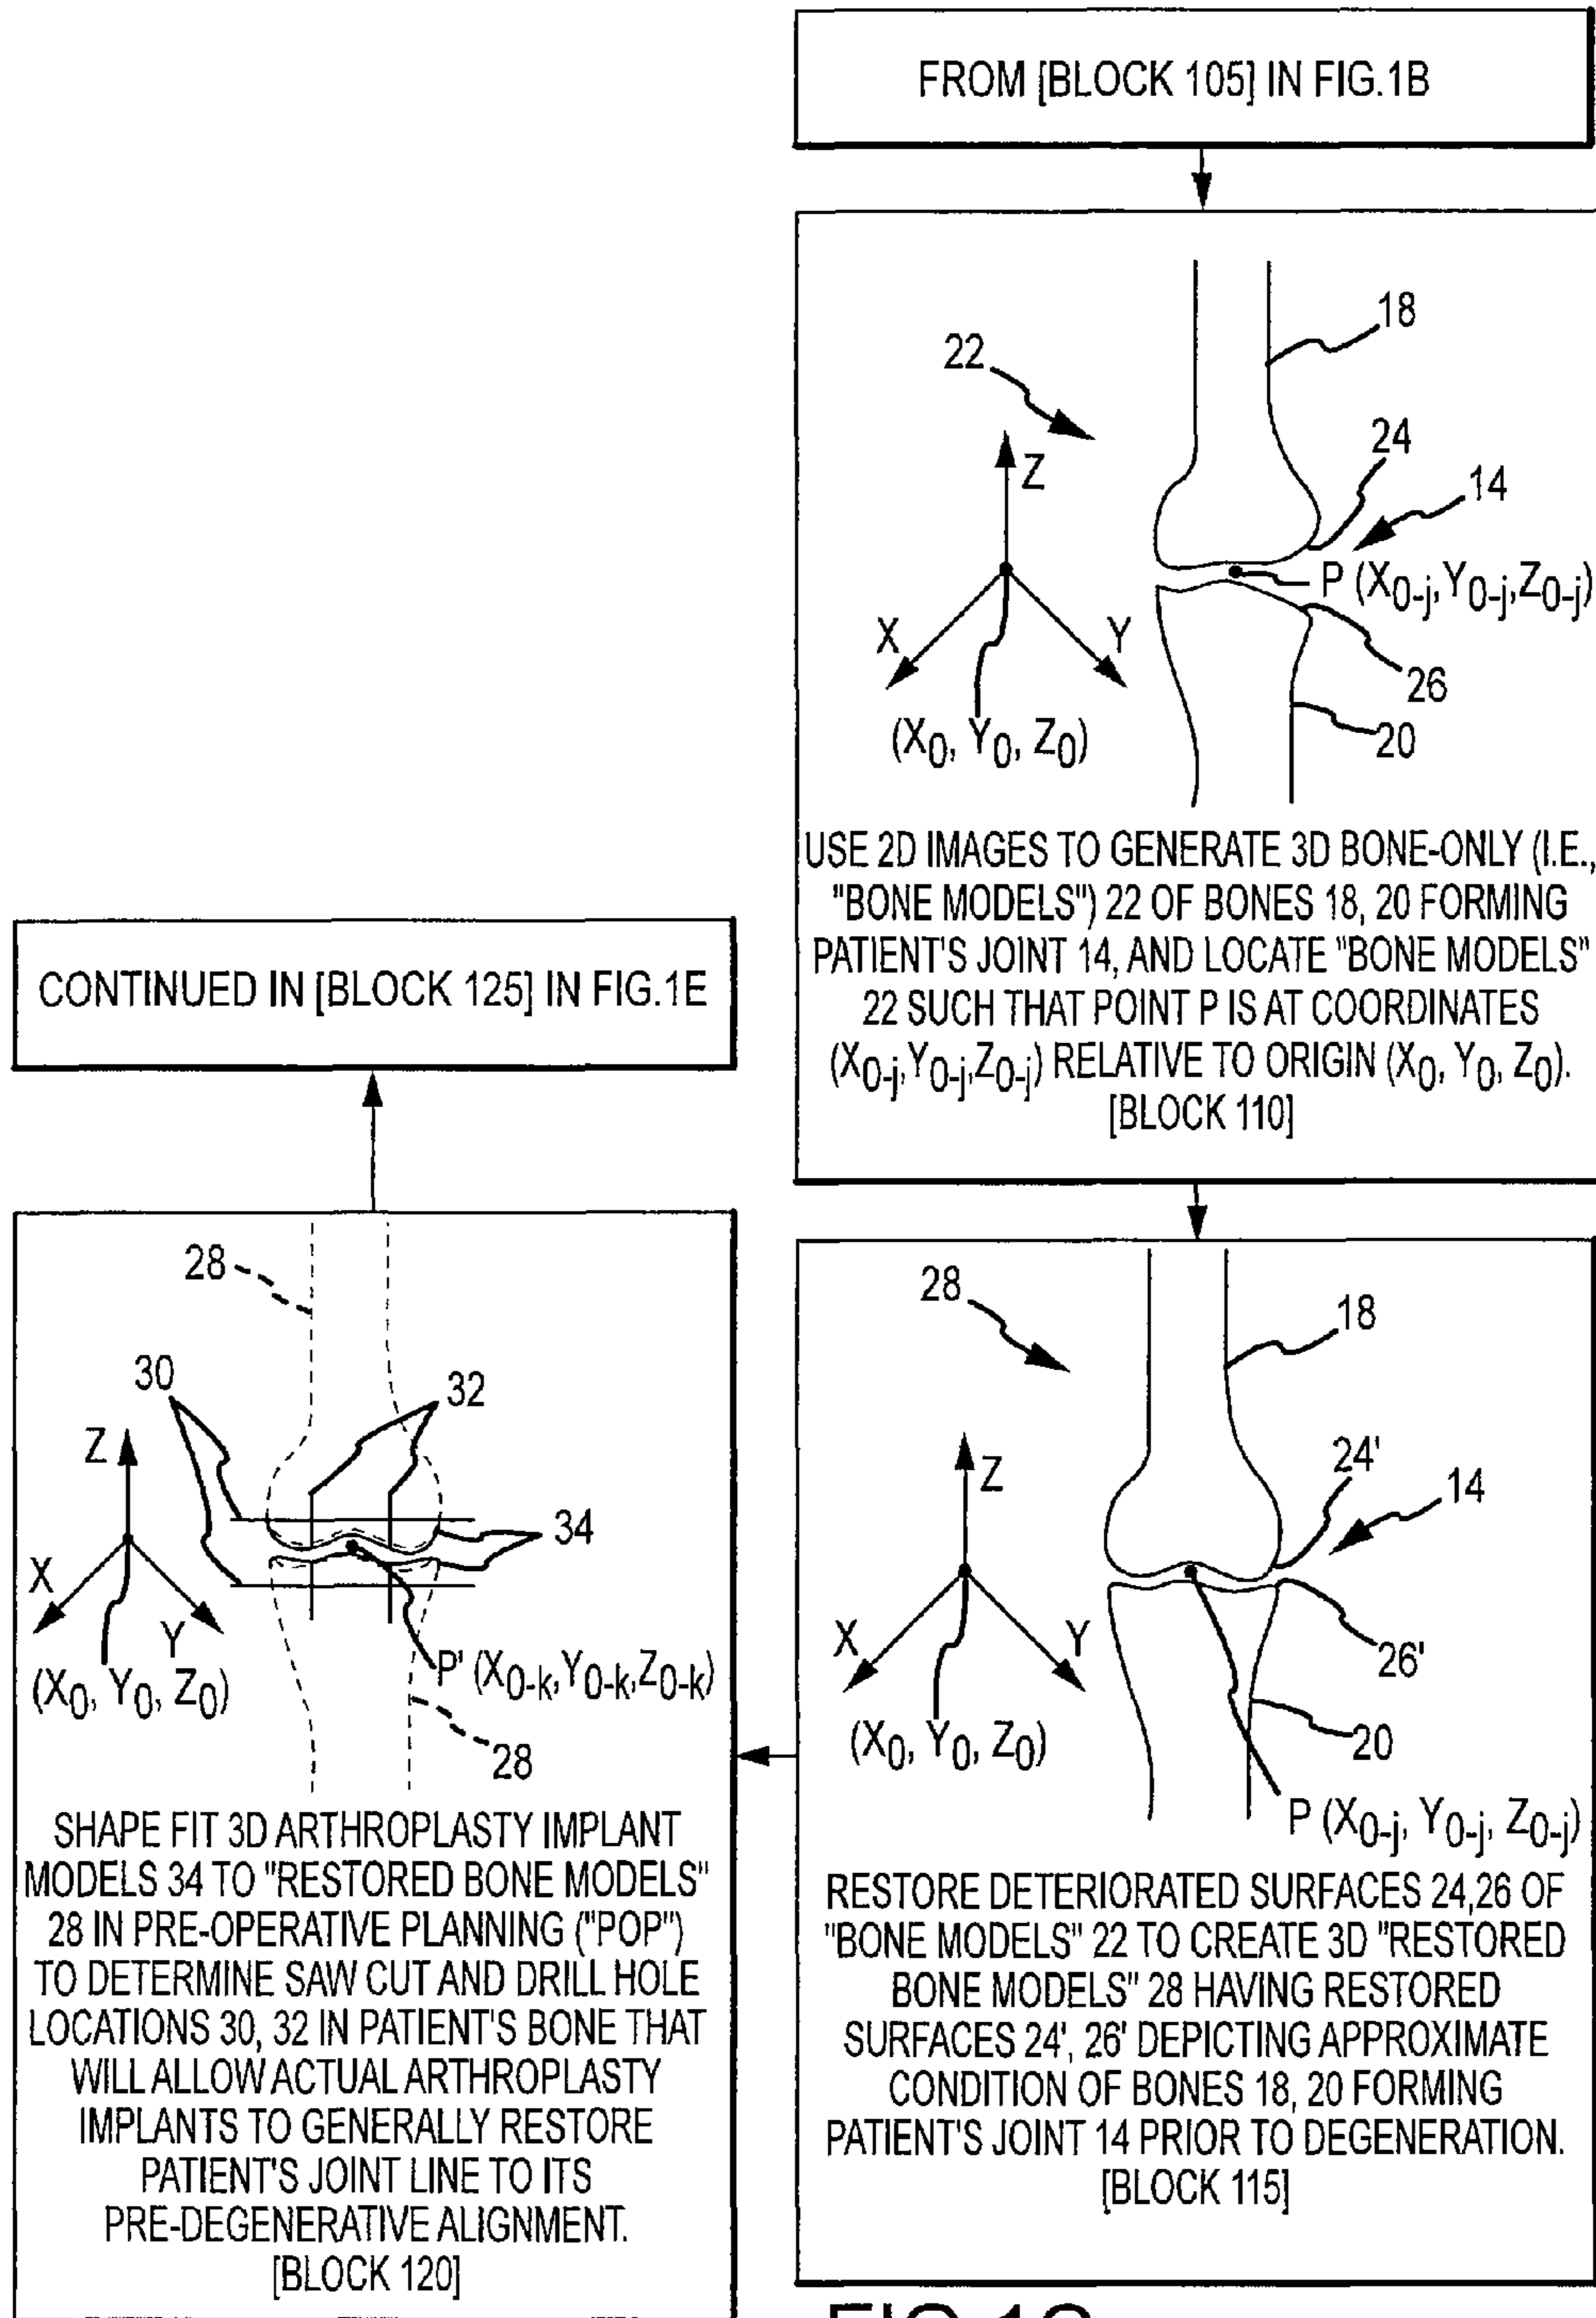 FROM [BLOCK 105] IN FIG.1B
22
18
24
14
Z
X
Y
P (X0-j,Y0-j,Z0-j)
26
20
(X0, Y0, Z0)
USE 2D IMAGES TO GENERATE 3D BONE-ONLY (I.E.,
"BONE MODELS") 22 OF BONES 18, 20 FORMING
PATIENT'S JOINT 14, AND LOCATE "BONE MODELS"
22 SUCH THAT POINT P IS AT COORDINATES
(X0-j,Y0-j,Z0-j) RELATIVE TO ORIGIN (X0, Y0, Z0).
[BLOCK 110]
28
18
24'
14
Z
X
Y
26'
20
(X0, Y0, Z0)
P (X0-j, Y0-j, Z0-j)
RESTORE DETERIORATED SURFACES 24,26 OF
"BONE MODELS" 22 TO CREATE 3D "RESTORED
BONE MODELS" 28 HAVING RESTORED
SURFACES 24', 26' DEPICTING APPROXIMATE
CONDITION OF BONES 18, 20 FORMING
PATIENT'S JOINT 14 PRIOR TO DEGENERATION.
[BLOCK 115]
28
30
32
34
Z
X
Y
(X0, Y0, Z0)
P' (X0-k,Y0-k,Z0-k)
28
SHAPE FIT 3D ARTHROPLASTY IMPLANT
MODELS 34 TO "RESTORED BONE MODELS"
28 IN PRE-OPERATIVE PLANNING ("POP")
TO DETERMINE SAW CUT AND DRILL HOLE
LOCATIONS 30, 32 IN PATIENT'S BONE THAT
WILL ALLOW ACTUAL ARTHROPLASTY
IMPLANTS TO GENERALLY RESTORE
PATIENT'S JOINT LINE TO ITS
PRE-DEGENERATIVE ALIGNMENT.
[BLOCK 120]
CONTINUED IN [BLOCK 125] IN FIG.1E